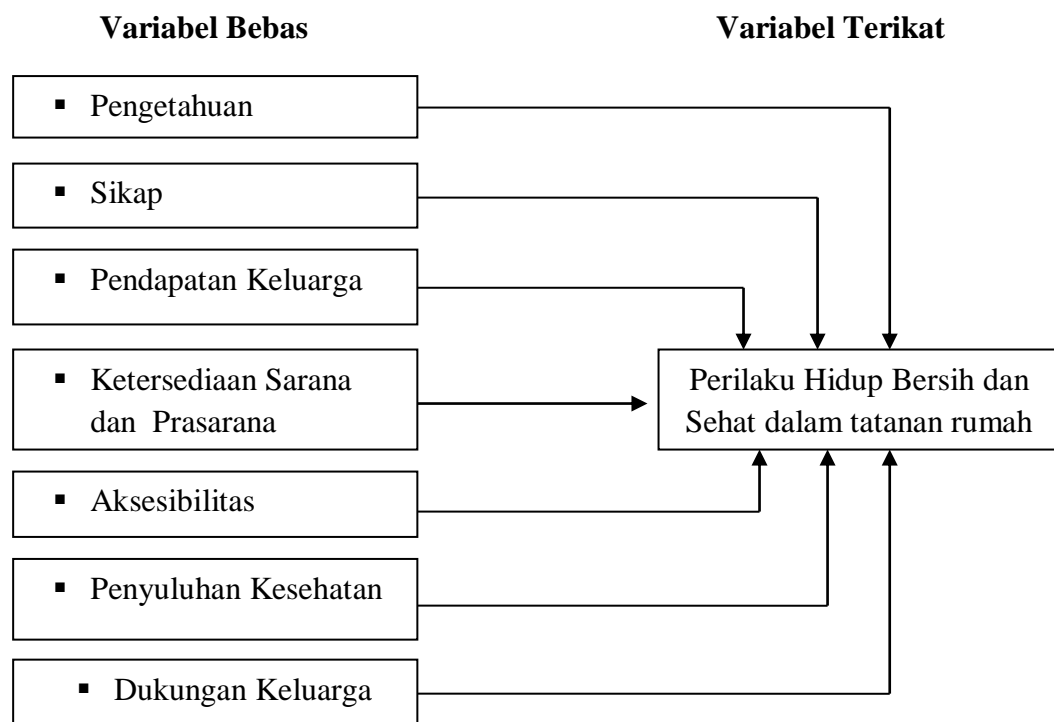 Variabel Bebas
Variabel Terikat
▪ Pengetahuan
▪ Sikap
▪ Pendapatan Keluarga
▪ Ketersediaan Sarana
dan Prasarana
▪ Aksesibilitas
▪ Penyuluhan Kesehatan
▪ Dukungan Keluarga
Perilaku Hidup Bersih dan
Sehat dalam tatanan rumah